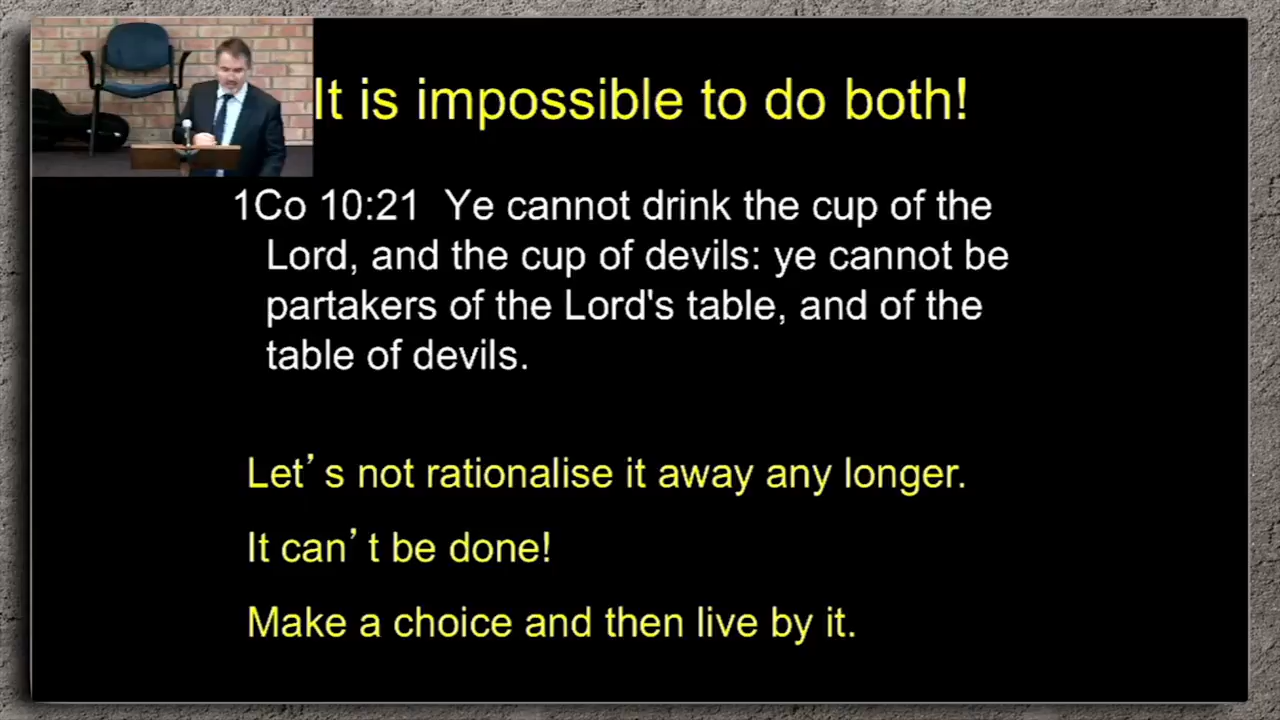 It is impossible to do both!
1Co 10:21 Ye cannot drink the cup of the
Lord, and the cup of devils: ye cannot be
partakers of the Lord's table, and of the
table of devils.
Let’s not rationalise it away any longer.
It can’t be done!
Make a choice and then live by it.